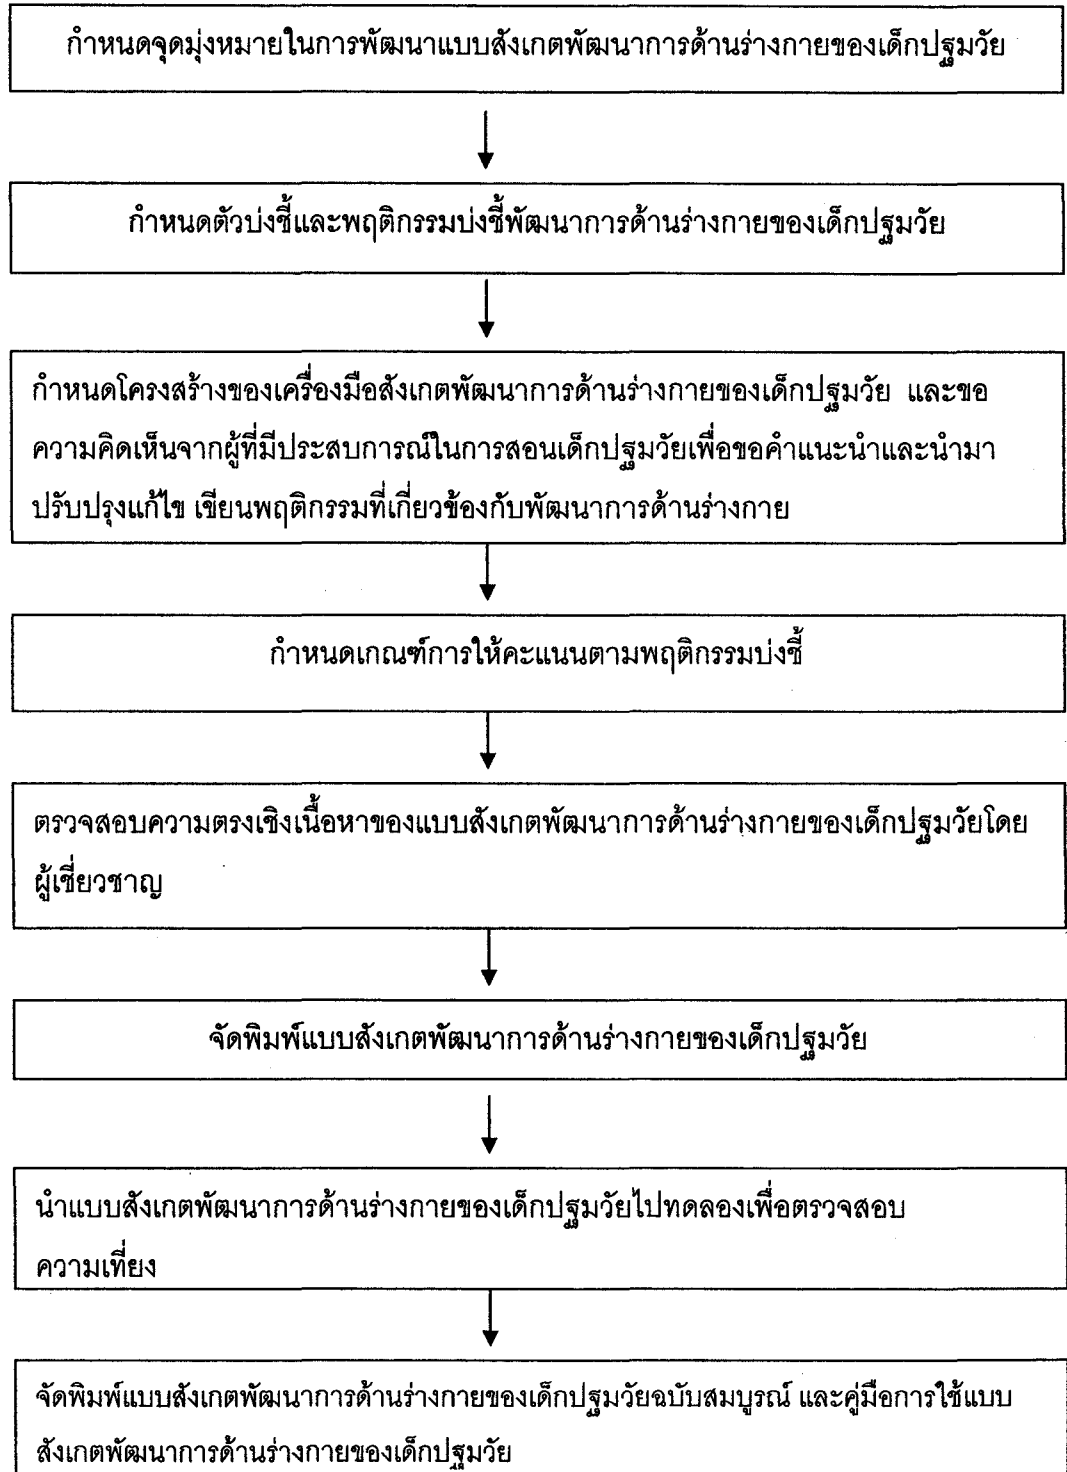 กำหนดจุดมุ่งหมายในการพัฒนาแบบสังเกตพัฒนาการด้านร่างกายของเด็กปฐมวัย
กำหนดตัวบ่งชี้และพฤติกรรมบ่งชี้พัฒนาการด้านร่างกายของเด็กปฐมวัย
กำหนดโครงสร้างของเครื่องมือสังเกตพัฒนาการด้านร่างกายของเด็กปฐมวัย และขอ
ความคิดเห็นจากผู้ที่มีประสบการณ์ในการสอนเด็กปฐมวัยเพื่อขอคำแนะนำและนำมา
ปรับปรุงแก้ไข เขียนพฤติกรรมที่เกี่ยวข้องกับพัฒนาการด้านร่างกาย
กำหนดเกณฑ์การให้คะแนนตามพฤติกรรมบ่งชี้
ตรวจสอบความตรงเชิงเนื้อหาของแบบสังเกตพัฒนาการด้านร่างกายของเด็กปฐมวัยโดย
ผู้เชี่ยวชาญ
จัดพิมพ์แบบสังเกตพัฒนาการด้านร่างกายของเด็กปฐมวัย
นำแบบสังเกตพัฒนาการด้านร่างกายของเด็กปฐมวัยไปทดลองเพื่อตรวจสอบ
ความเที่ยง
จัดพิมพ์แบบสังเกตพัฒนาการด้านร่างกายของเด็กปฐมวัยฉบับสมบูรณ์ และคู่มือการใช้แบบ
สังเกตพัฒนาการด้านร่างกายของเด็กปฐมวัย